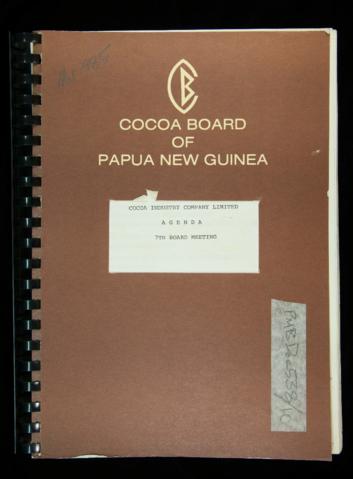 COCOA BOARD
OF
PAPUA NEW GUINEA
COCOA INDUSTRY COMPANY LIMITED
A G E N D A
7TH BOARD MEETING